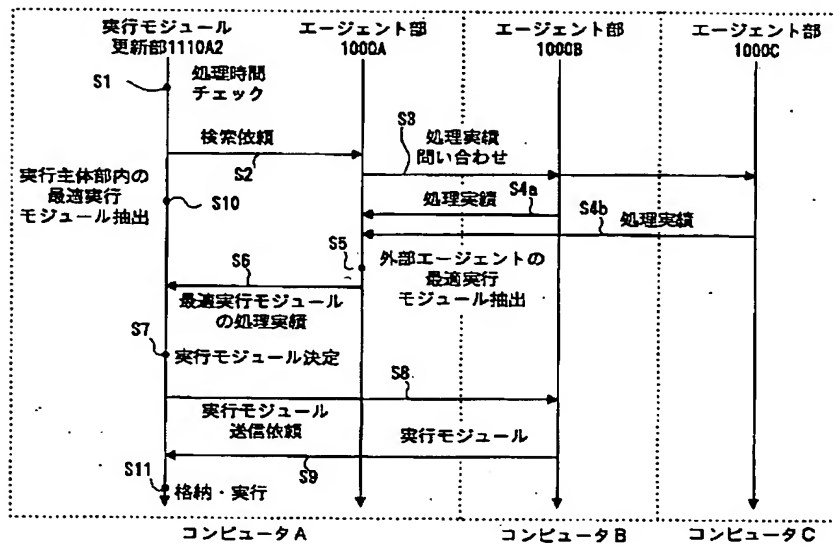 実行モジュール
更新部1110A2
エージェント部
1000A
エージェント部
1000B
エージェント部
1000C
S1
処理時間
チェック
検索依頼
S2
S3
処理実績
問い合わせ
実行主体部内の
最適実行
モジュール抽出
S10
処理実績
S4a
S4b
処理実績
S5
外部エージェントの
最適実行
モジュール抽出
S6
最適実行モジュール
の処理実績
S7
実行モジュール決定
S8
実行モジュール
送信依頼
実行モジュール
S9
S11
格納・実行
コンピュータA
コンピュータB
コンピュータC